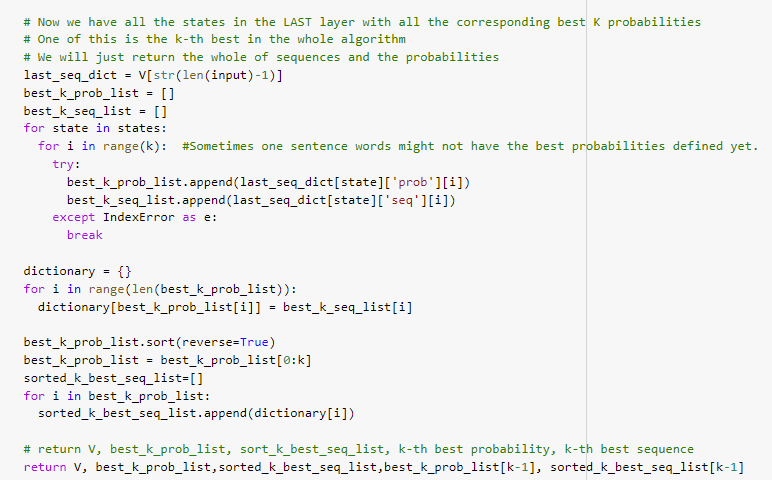 # Now we have all the states in the LAST layer with all the corresponding best K probabilities
# One of this is the k-th best in the whole algorithm
# We will just return the whole of sequences and the probabilities
last_seq_dict = V[str(len(input)-1)]
best_k_prob_list = []
best_k_seq_list = []
for state in states:
  for i in range(k):  #Sometimes one sentence words might not have the best probabilities defined yet.
    try:
      best_k_prob_list.append(last_seq_dict[state]['prob'][i])
      best_k_seq_list.append(last_seq_dict[state]['seq'][i])
    except IndexError as e:
      break

dictionary = {}
for i in range(len(best_k_prob_list)):
  dictionary[best_k_prob_list[i]] = best_k_seq_list[i]

best_k_prob_list.sort(reverse=True)
best_k_prob_list = best_k_prob_list[0:k]
sorted_k_best_seq_list=[]
for i in best_k_prob_list:
  sorted_k_best_seq_list.append(dictionary[i])

# return V, best_k_prob_list, sort_k_best_seq_list, k-th best probability, k-th best sequence
return V, best_k_prob_list,sorted_k_best_seq_list,best_k_prob_list[k-1], sorted_k_best_seq_list[k-1]